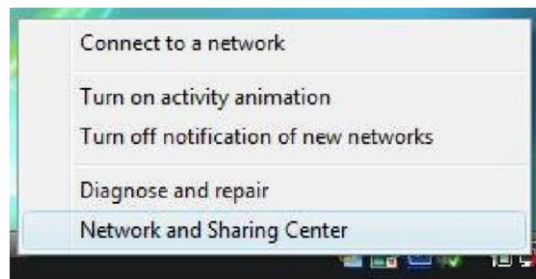 Connect to a network
Turn on activity animation
Turn off notification of new networks
Diagnose and repair
Network and Sharing Center